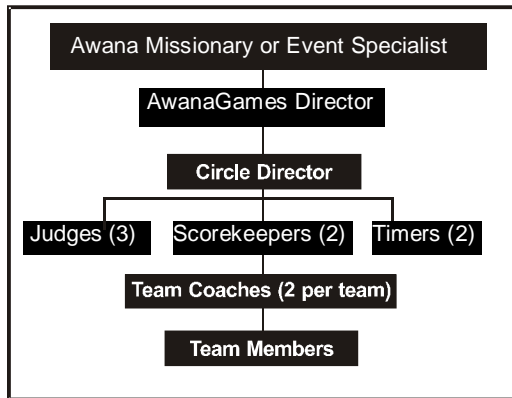 Awana Missionary or Event Specialist
AwanaGames Director
Circle Director
Judges (3) Scorekeepers (2) Timers (2)
Team Coaches (2 per team)
Team Members